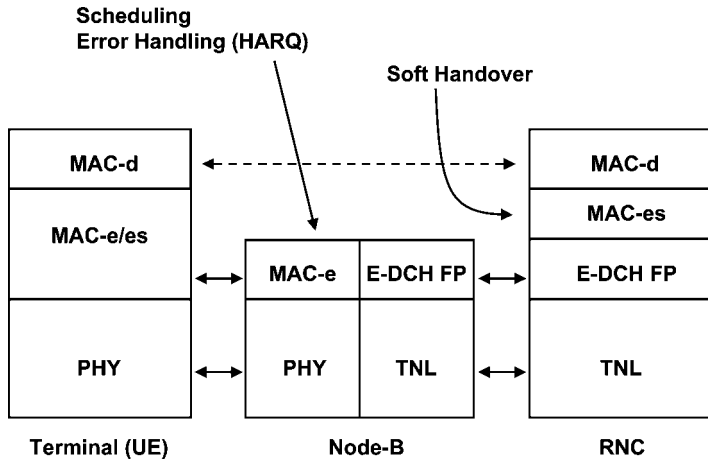 Scheduling
Error Handling (HARQ)
Soft Handover
MAC-d
MAC-d
MAC-e/es
MAC-es
MAC-e
E-DCH FP
E-DCH FP
PHY
PHY
TNL
TNL
Terminal (UE)
Node-B
RNC